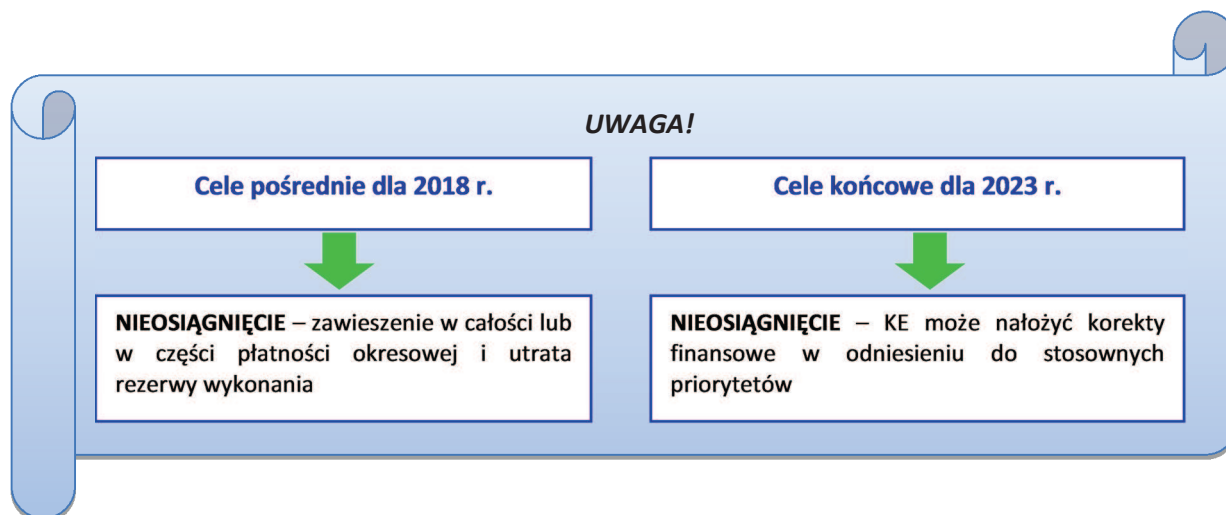 UWAGA!
Cele pośrednie dla 2018 r.
Cele końcowe dla 2023 r.
NIEOSIĄGNIĘCIE – zawieszenie w całości lub
w części płatności okresowej i utrata
rezerwy wykonania
NIEOSIĄGNIĘCIE – KE może nałożyć korekty
finansowe w odniesieniu do stosownych
priorytetów